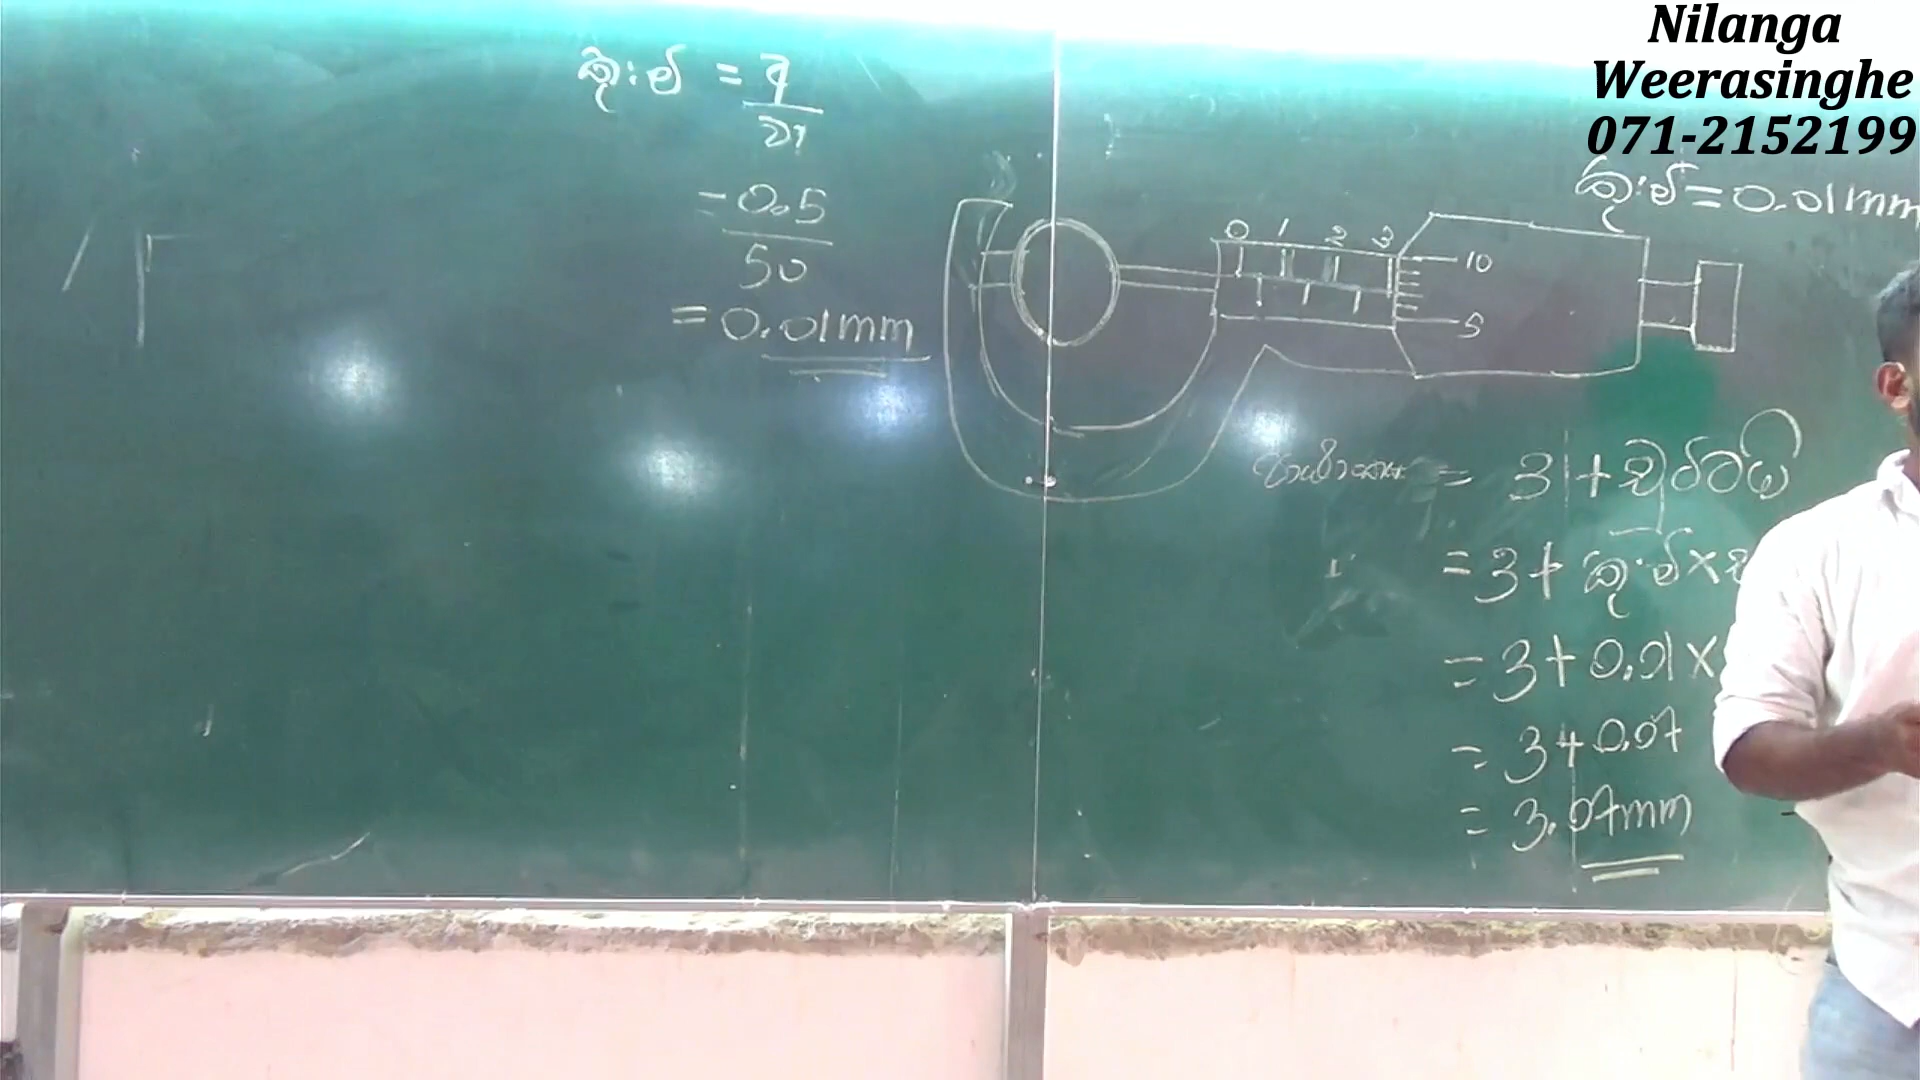 Nilanga
Weerasinghe
071-2152199
කු:ම = අ
න
= 0.5
50
= 0.01mm
කු:ම = 0.01mm
0 1 2 3
10
5
= 3 +
= 3 + කු:ම ×
= 3 + 0.01 ×
= 3 + 0.07
= 3.07mm